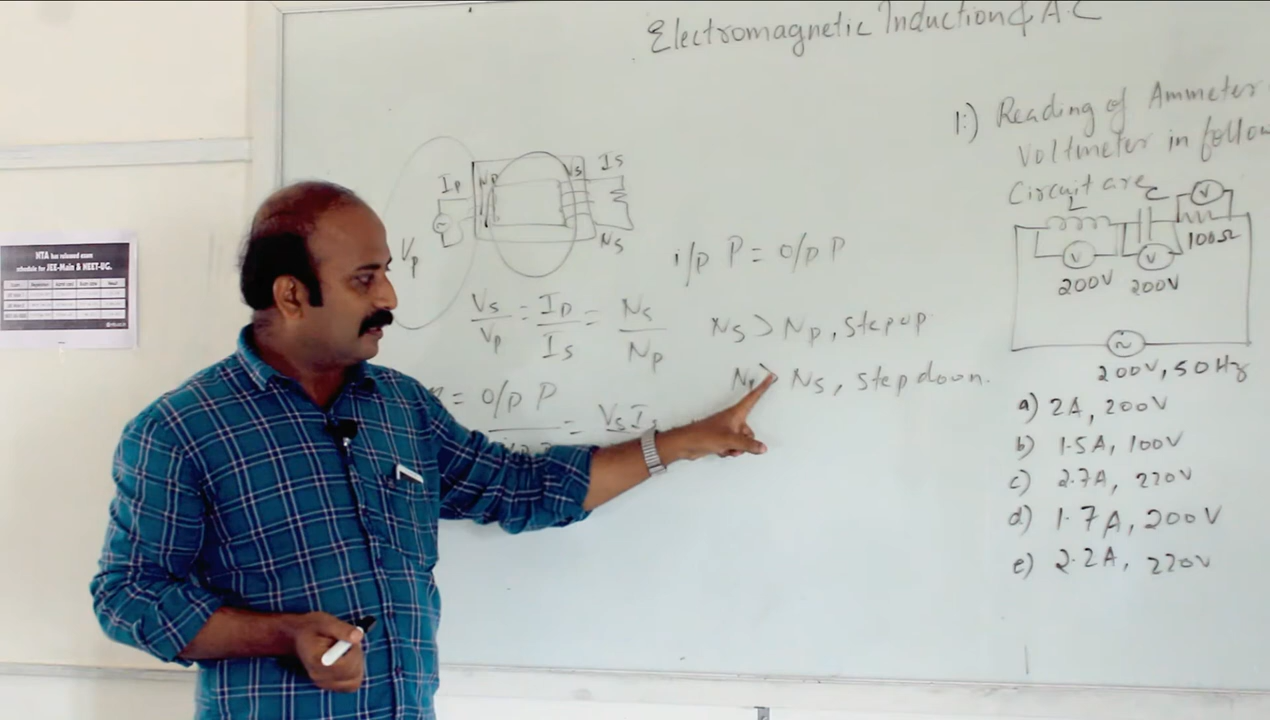 Electromagnetic Induction & A.C
1:) Reading of Ammeter
Voltmeter in follow
Circuit are
L
C
V
100Ω
V
V
200V 200V
~
200V, 50Hz
a) 2A, 200V
b) 1.5A, 100V
c) 2.7A, 220V
d) 1.7A, 200V
e) 2.2A, 220V
Ip
Np
Vs
Is
Vp
Ns
i/p P = o/p P
Vs/Vp = Ip/Is = Ns/Np
Ns > Np, step up
Np > Ns, step down.
= o/p P
= VsIs
NTA has released exam
schedule for JEE-Main & NEET-UG.